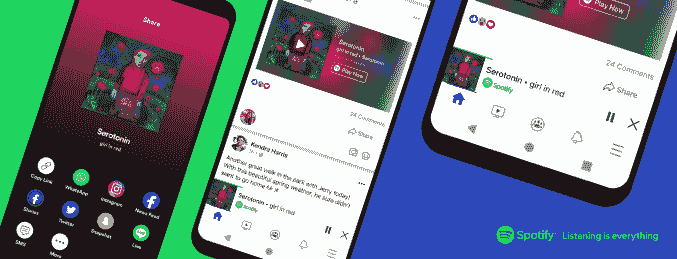 Share
Serotonin
girl in red
Copy Link
WhatsApp
Instagram
News Feed
Stories
Twitter
Snapchat
Line
SMS
More
Serotonin
girl in red • Serotonin
Play Now
24 Comments
Share
Kendra Harris
Another great walk in the park with Jerry today!
With this beautiful spring weather, he sure didn't
want to go home
Serotonin • girl in red
Spotify
Play Now
24 Comments
Share
Serotonin • girl in red
Spotify
Spotify
Listening is everything